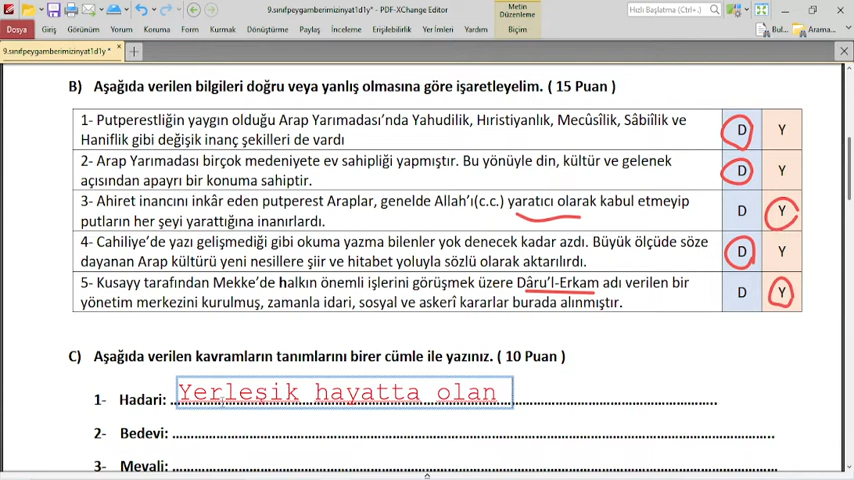 9.sınıfpeygamberimizinyat1d1y* - PDF-XChange Editor
Metin Düzenleme
Hızlı Başlatma (Ctrl+.)
Dosya Giriş Görünüm Yorum Koru Form Kurmak Dönüştürme Paylaş İnceleme Erişilebilirlik Yer İmleri Yardım Biçim Bul... Arama...
9.sınıfpeygamberimizinyat1d1y *
B) Aşağıda verilen bilgileri doğru veya yanlış olmasına göre işaretleyelim. ( 15 Puan )
1- Putperestliğin yaygın olduğu Arap Yarımadası'nda Yahudilik, Hıristiyanlık, Mecûsîlik, Sâbiîlik ve
Haniflik gibi değişik inanç şekilleri de vardı
D Y
2- Arap Yarımadası birçok medeniyete ev sahipliği yapmıştır. Bu yönüyle din, kültür ve gelenek
açısından apayrı bir konuma sahiptir.
D Y
3- Ahiret inancını inkâr eden putperest Araplar, genelde Allah'ı(c.c.) yaratıcı olarak kabul etmeyip
putların her şeyi yarattığına inanırlardı.
D Y
4- Cahiliye'de yazı gelişmediği gibi okuma yazma bilenler yok denecek kadar azdı. Büyük ölçüde söze
dayanan Arap kültürü yeni nesillere şiir ve hitabet yoluyla sözlü olarak aktarılırdı.
D Y
5- Kusayy tarafından Mekke'de halkın önemli işlerini görüşmek üzere Dâru'l-Erkam adı verilen bir
yönetim merkezini kurulmuş, zamanla idari, sosyal ve askerî kararlar burada alınmıştır.
D Y
C) Aşağıda verilen kavramların tanımlarını birer cümle ile yazınız. ( 10 Puan )
1- Hadari: Yerleşik hayatta olan
2- Bedevi:
3- Mevali: